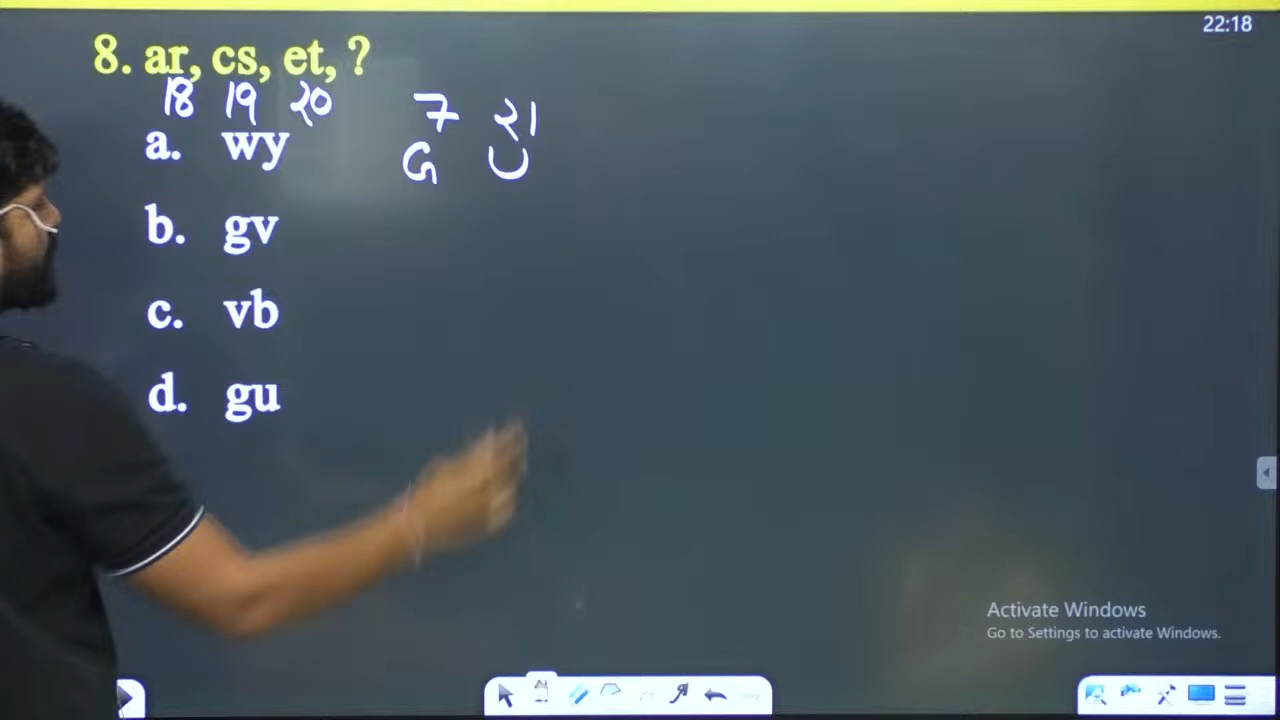 22:18
8. ar, cs, et, ?
18 19 20 7 21
a. wy G U
b. gv
c. vb
d. gu
Activate Windows
Go to Settings to activate Windows.